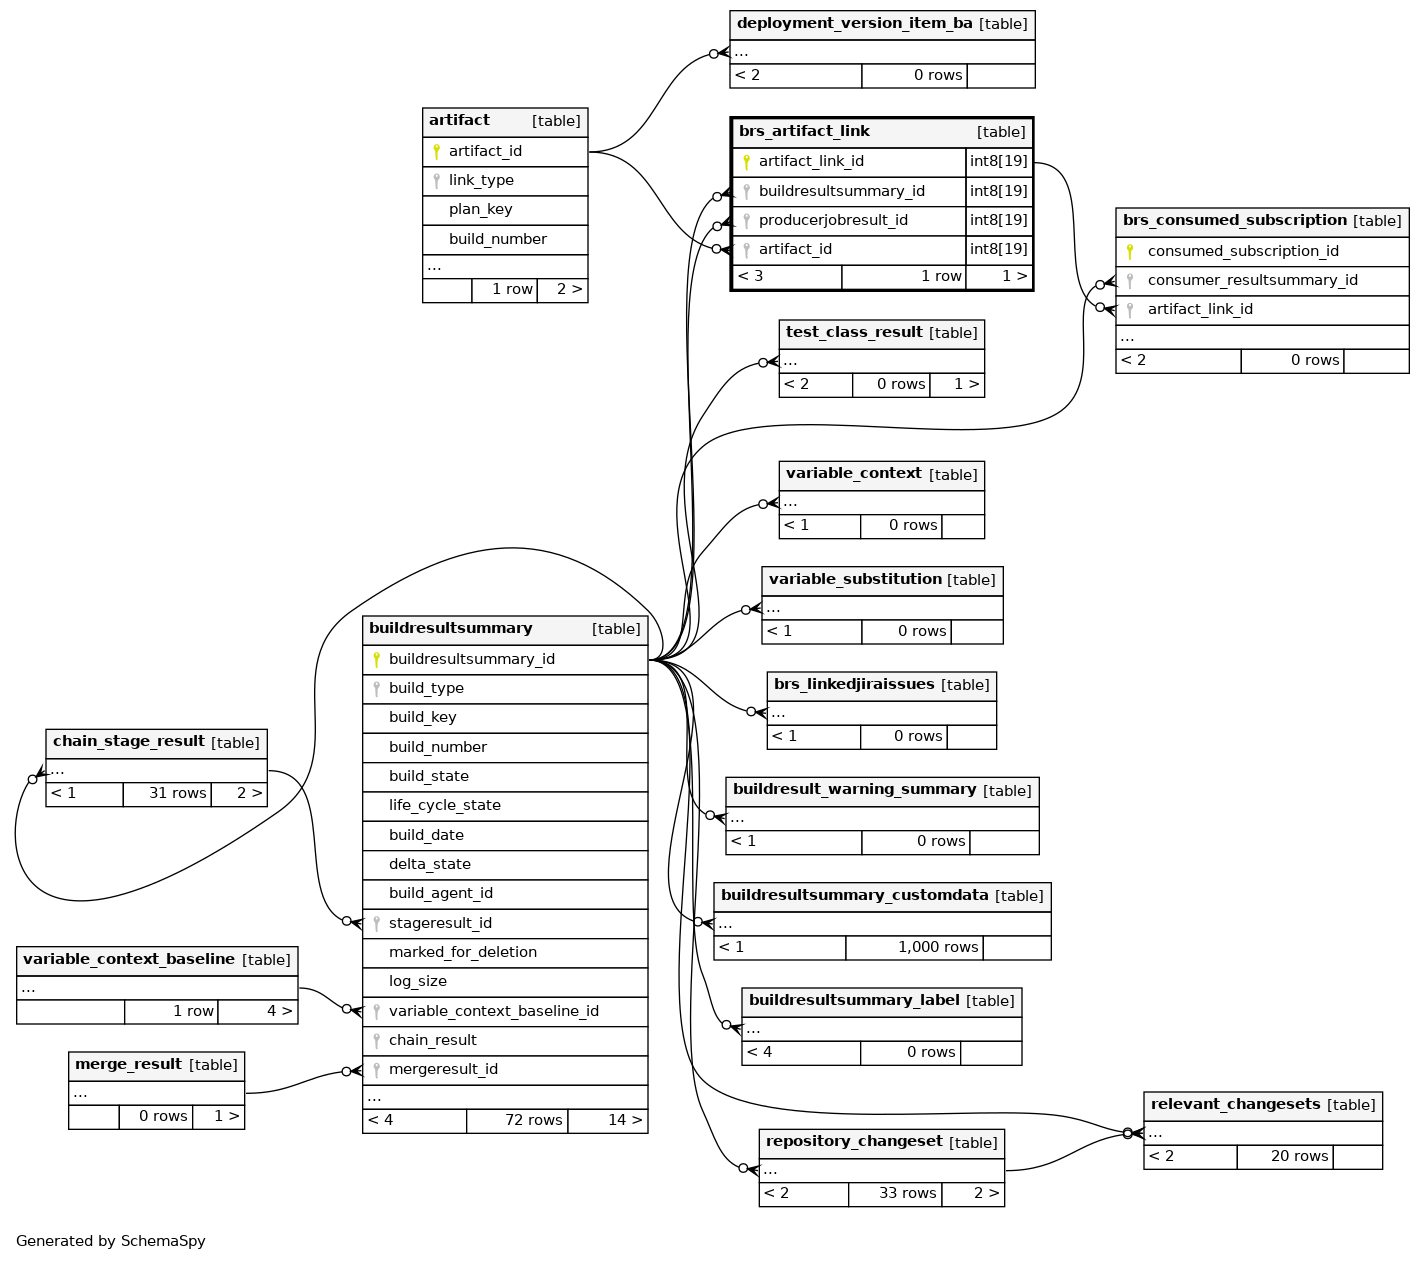 deployment_version_item_ba [table]
...
< 2 0 rows
artifact [table]
artifact_id
link_type
plan_key
build_number
...
1 row 2 >
brs_artifact_link [table]
artifact_link_id int8[19]
buildresultsummary_id int8[19]
producerjobresult_id int8[19]
artifact_id int8[19]
< 3 1 row 1 >
brs_consumed_subscription [table]
consumed_subscription_id
consumer_resultsummary_id
artifact_link_id
...
< 2 0 rows
test_class_result [table]
...
< 2 0 rows 1 >
variable_context [table]
...
< 1 0 rows
variable_substitution [table]
...
< 1 0 rows
buildresultsummary [table]
buildresultsummary_id
build_type
build_key
build_number
build_state
life_cycle_state
build_date
delta_state
build_agent_id
stageresult_id
marked_for_deletion
log_size
variable_context_baseline_id
chain_result
mergeresult_id
...
< 4 72 rows 14 >
brs_linkedjiraissues [table]
...
< 1 0 rows
chain_stage_result [table]
...
< 1 31 rows 2 >
buildresult_warning_summary [table]
...
< 1 0 rows
buildresultsummary_customdata [table]
...
< 1 1,000 rows
variable_context_baseline [table]
...
1 row 4 >
buildresultsummary_label [table]
...
< 4 0 rows
merge_result [table]
...
0 rows 1 >
relevant_changesets [table]
...
< 2 20 rows
repository_changeset [table]
...
< 2 33 rows 2 >
Generated by SchemaSpy